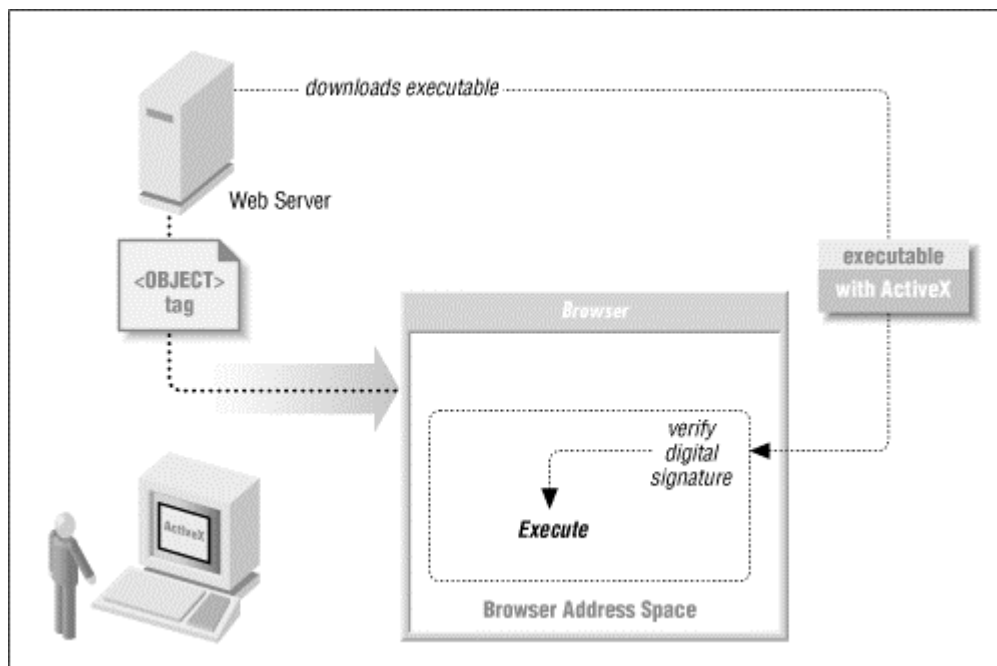 downloads executable
Web Server
<OBJECT>
tag
executable
with ActiveX
Browser
verify
digital
signature
Execute
ActiveX
Browser Address Space